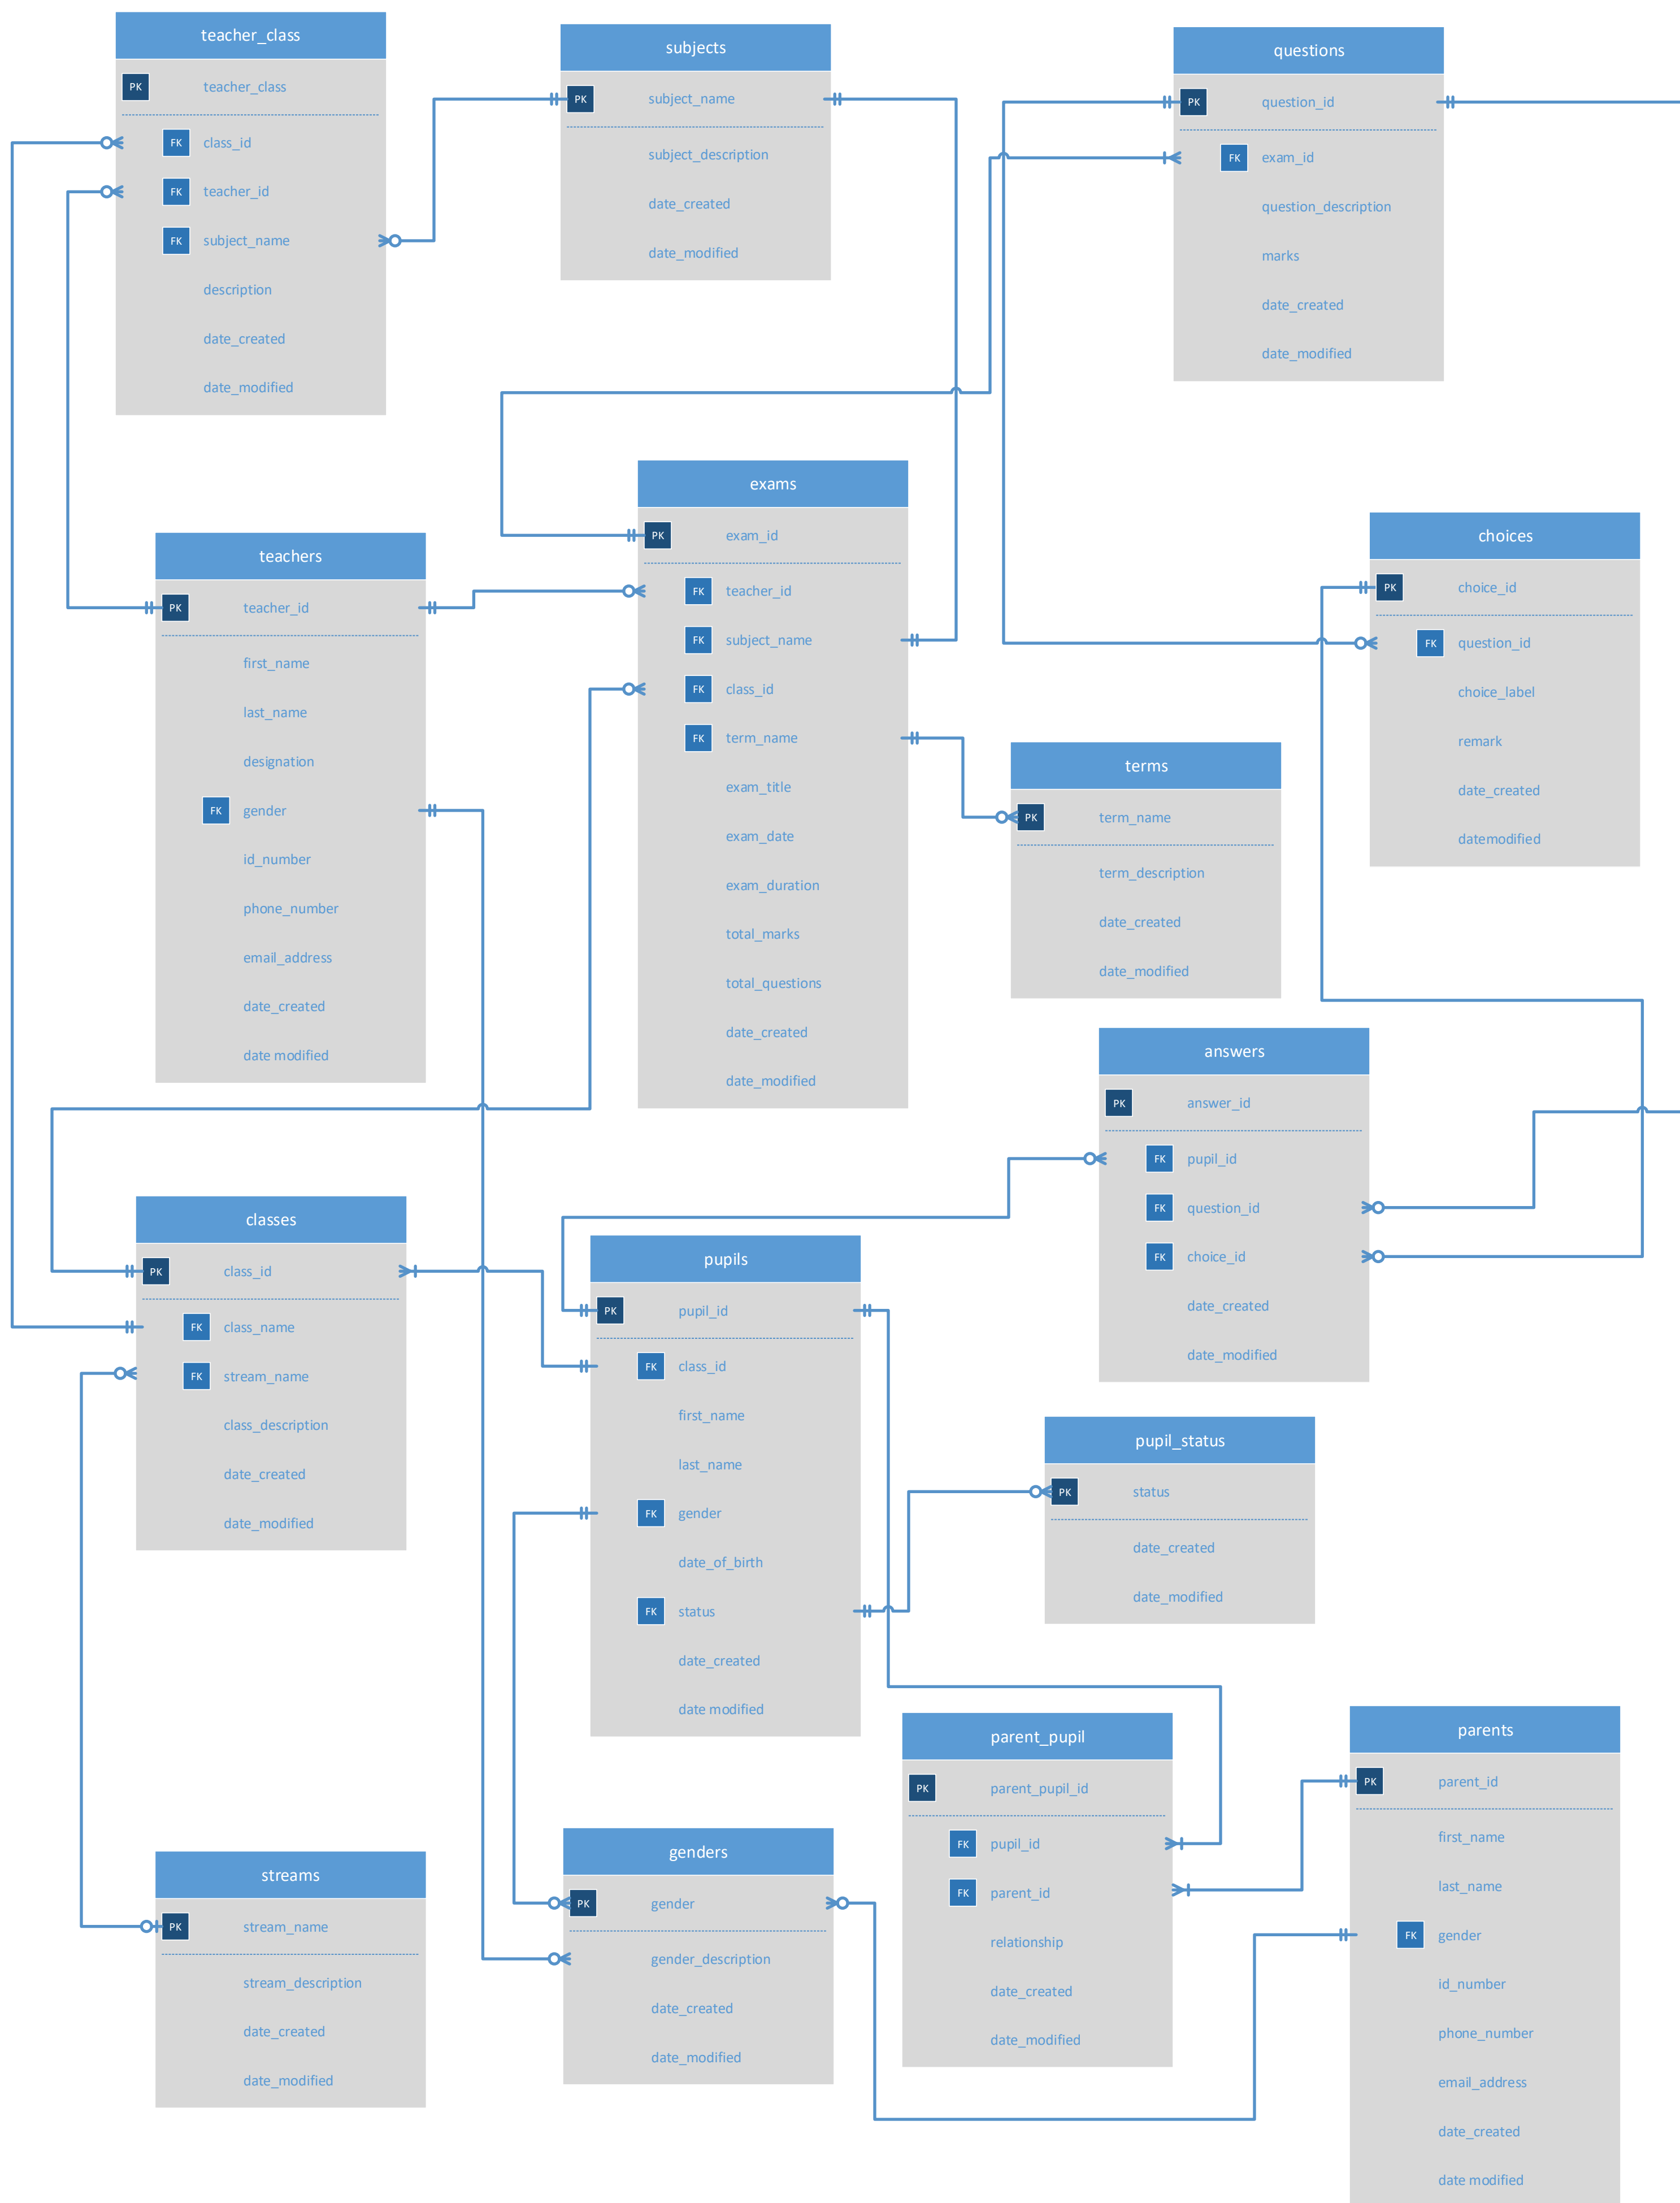 teacher_class
PK teacher_class
FK class_id
FK teacher_id
FK subject_name
description
date_created
date_modified
subjects
PK subject_name
subject_description
date_created
date_modified
questions
PK question_id
FK exam_id
question_description
marks
date_created
date_modified
exams
PK exam_id
FK teacher_id
FK subject_name
FK class_id
FK term_name
exam_title
exam_date
exam_duration
total_marks
total_questions
date_created
date_modified
teachers
PK teacher_id
first_name
last_name
designation
FK gender
id_number
phone_number
email_address
date_created
date modified
choices
PK choice_id
FK question_id
choice_label
remark
date_created
datemodified
terms
PK term_name
term_description
date_created
date_modified
answers
PK answer_id
FK pupil_id
FK question_id
FK choice_id
date_created
date_modified
classes
PK class_id
FK class_name
FK stream_name
class_description
date_created
date_modified
pupils
PK pupil_id
FK class_id
first_name
last_name
FK gender
date_of_birth
FK status
date_created
date modified
pupil_status
PK status
date_created
date_modified
parent_pupil
PK parent_pupil_id
FK pupil_id
FK parent_id
relationship
date_created
date_modified
parents
PK parent_id
first_name
last_name
FK gender
id_number
phone_number
email_address
date_created
date modified
genders
PK gender
gender_description
date_created
date_modified
streams
PK stream_name
stream_description
date_created
date_modified